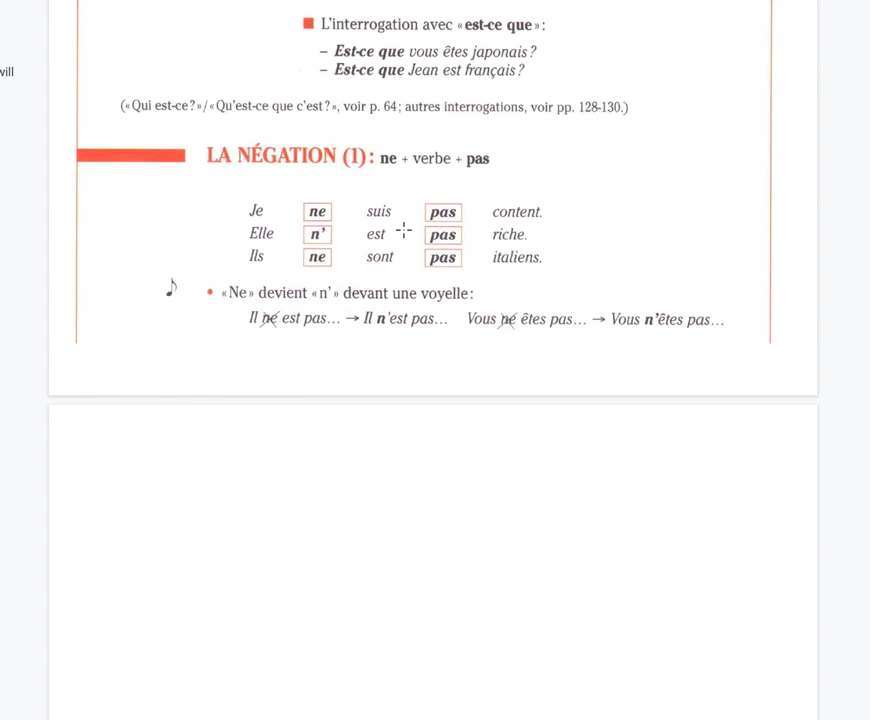 ■ L'interrogation avec « est-ce que » :
– Est-ce que vous êtes japonais ?
– Est-ce que Jean est français ?
will
(« Qui est-ce ? » / « Qu'est-ce que c'est ? », voir p. 64 ; autres interrogations, voir pp. 128-130.)
LA NÉGATION (1) : ne + verbe + pas
Je ne suis pas content.
Elle n' est pas riche.
Ils ne sont pas italiens.
♪ • « Ne » devient « n' » devant une voyelle :
Il ne est pas... → Il n'est pas... Vous ne êtes pas... → Vous n'êtes pas...